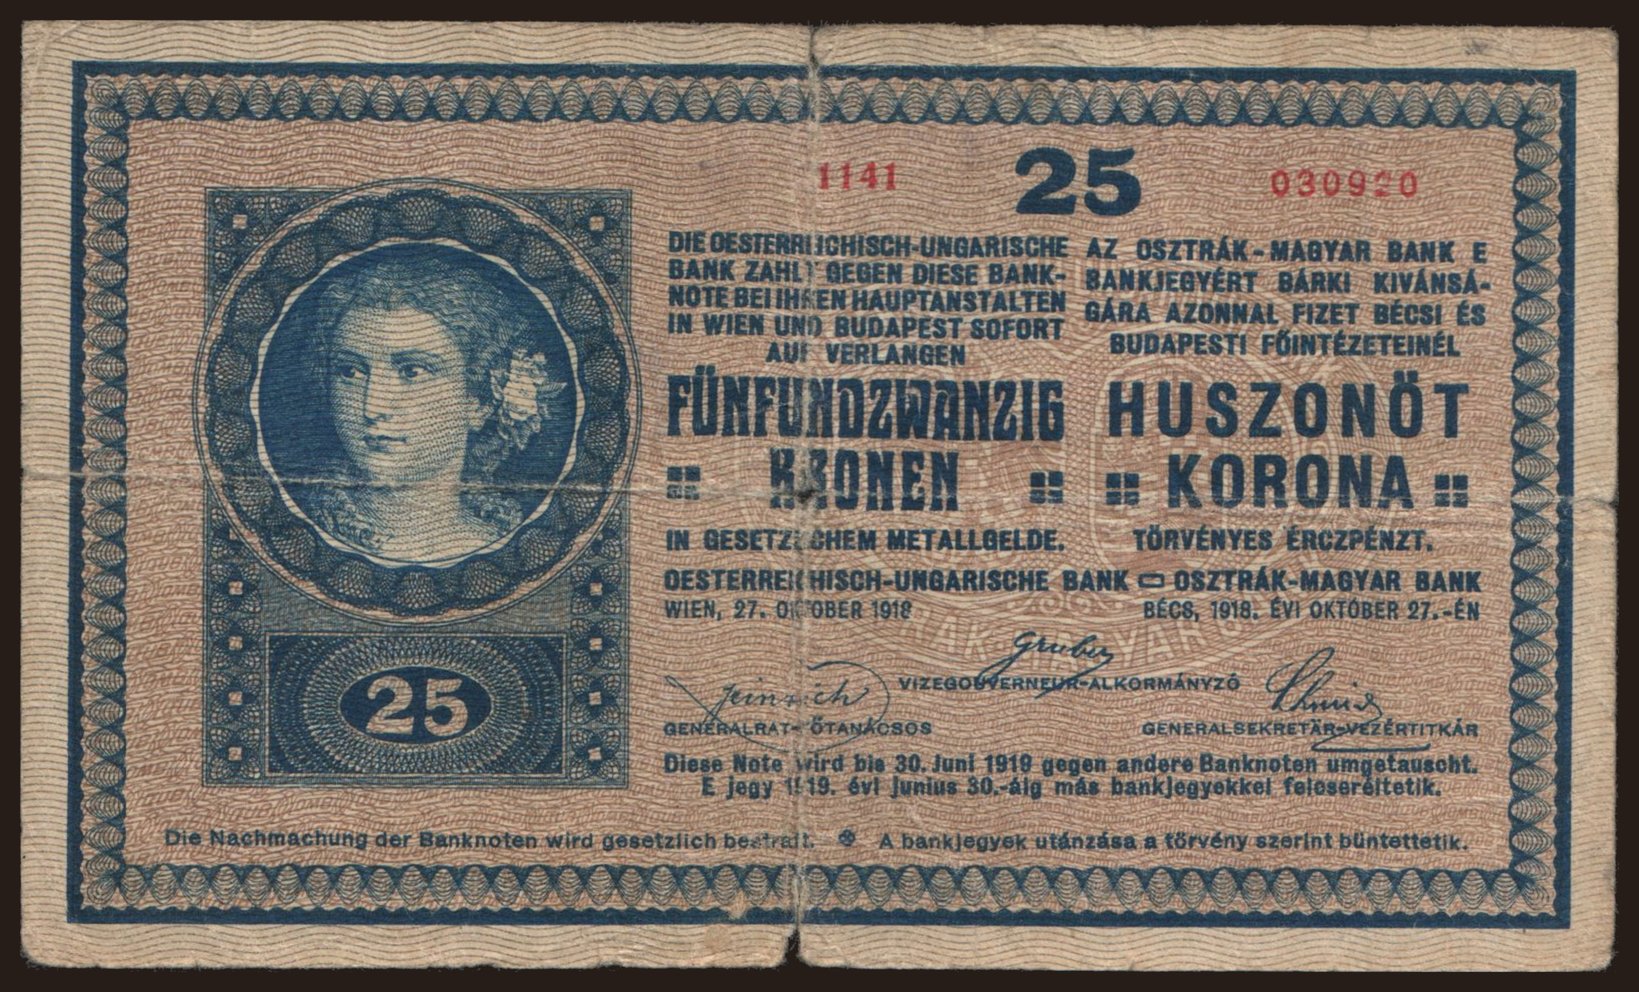 1141 25 030920
DIE OESTERREICHISCH-UNGARISCHE
BANK ZAHLT GEGEN DIESE BANK-
NOTE BEI IHREN HAUPTANSTALTEN
IN WIEN UND BUDAPEST SOFORT
AUF VERLANGEN
FÜNFUNDZWANZIG
KRONEN
IN GESETZLICHEM METALLGELDE.
AZ OSZTRÁK-MAGYAR BANK E
BANKJEGYÉRT BÁRKI KIVÁNSÁ-
GÁRA AZONNAL FIZET BÉCSI ÉS
BUDAPESTI FŐINTÉZETEINÉL
HUSZONÖT
KORONA
TÖRVÉNYES ÉRCZPÉNZT.
OESTERREICHISCH-UNGARISCHE BANK OSZTRÁK-MAGYAR BANK
WIEN, 27. OKTOBER 1918 BÉCS, 1918. ÉVI OKTÓBER 27.-ÉN
Gruber
VIZEGOUVERNEUR-ALKORMÁNYZÓ
GENERALRAT-FŐTANÁCSOS GENERALSEKRETÄR-VEZÉRTITKÁR
Diese Note wird bis 30. Juni 1919 gegen andere Banknoten umgetauscht.
E jegy 1919. évi junius 30.-áig más bankjegyekkel felcseréltetik.
25
Die Nachmachung der Banknoten wird gesetzlich bestraft. A bankjegyek utánzása a törvény szerint büntettetik.